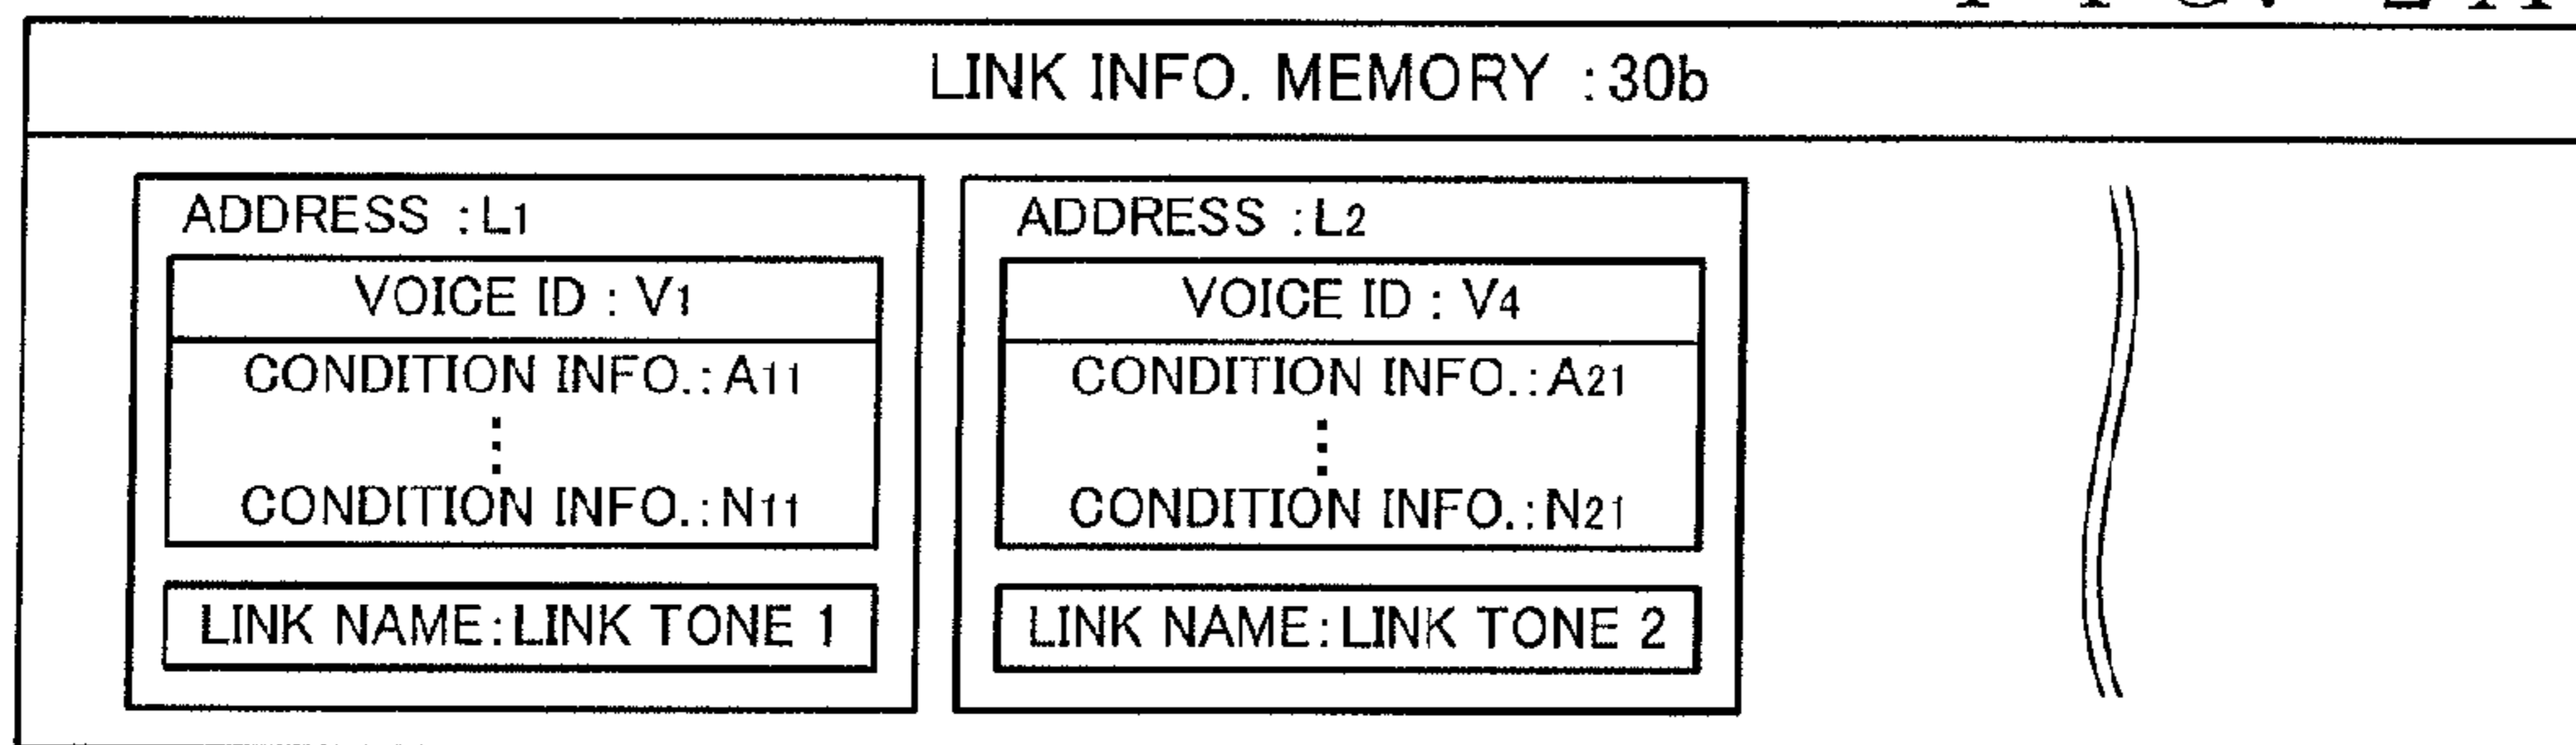 LINK INFO. MEMORY :30b
ADDRESS :L1
VOICE ID : V1
CONDITION INFO.: A11
CONDITION INFO.: N11
LINK NAME:LINK TONE 1
ADDRESS :L2
VOICE ID : V4
CONDITION INFO.: A21
CONDITION INFO.: N21
LINK NAME:LINK TONE 2